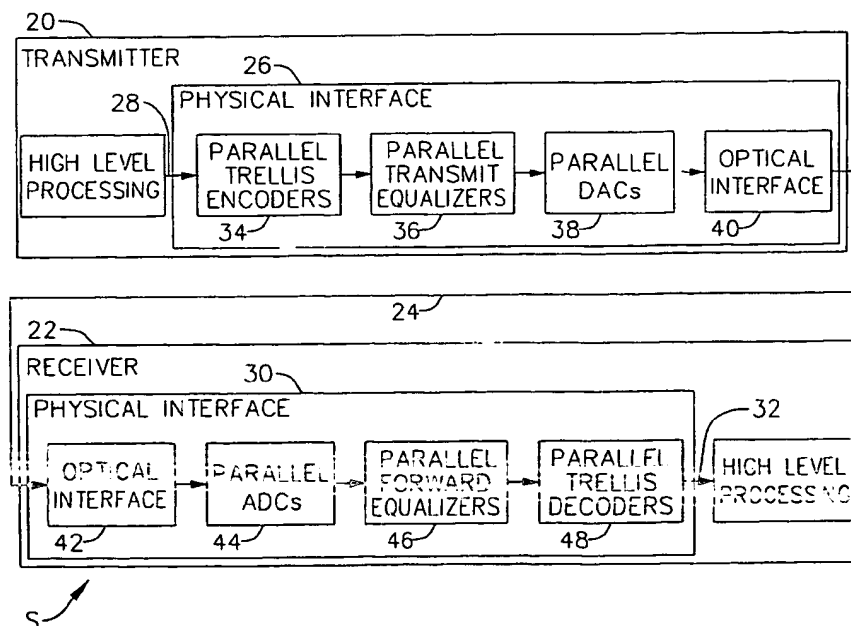 20
TRANSMITTER
26
PHYSICAL INTERFACE
28
HIGH LEVEL
PROCESSING
PARALLEL
TRELLIS
ENCODERS
34
PARALLEL
TRANSMIT
EQUALIZERS
36
PARALLEL
DACs
38
OPTICAL
INTERFACE
40
24
22
RECEIVER
30
PHYSICAL INTERFACE
32
OPTICAL
INTERFACE
42
PARALLEL
ADCs
44
PARALLEL
FORWARD
EQUALIZERS
46
PARALLEL
TRELLIS
DECODERS
48
HIGH LEVEL
PROCESSING
S